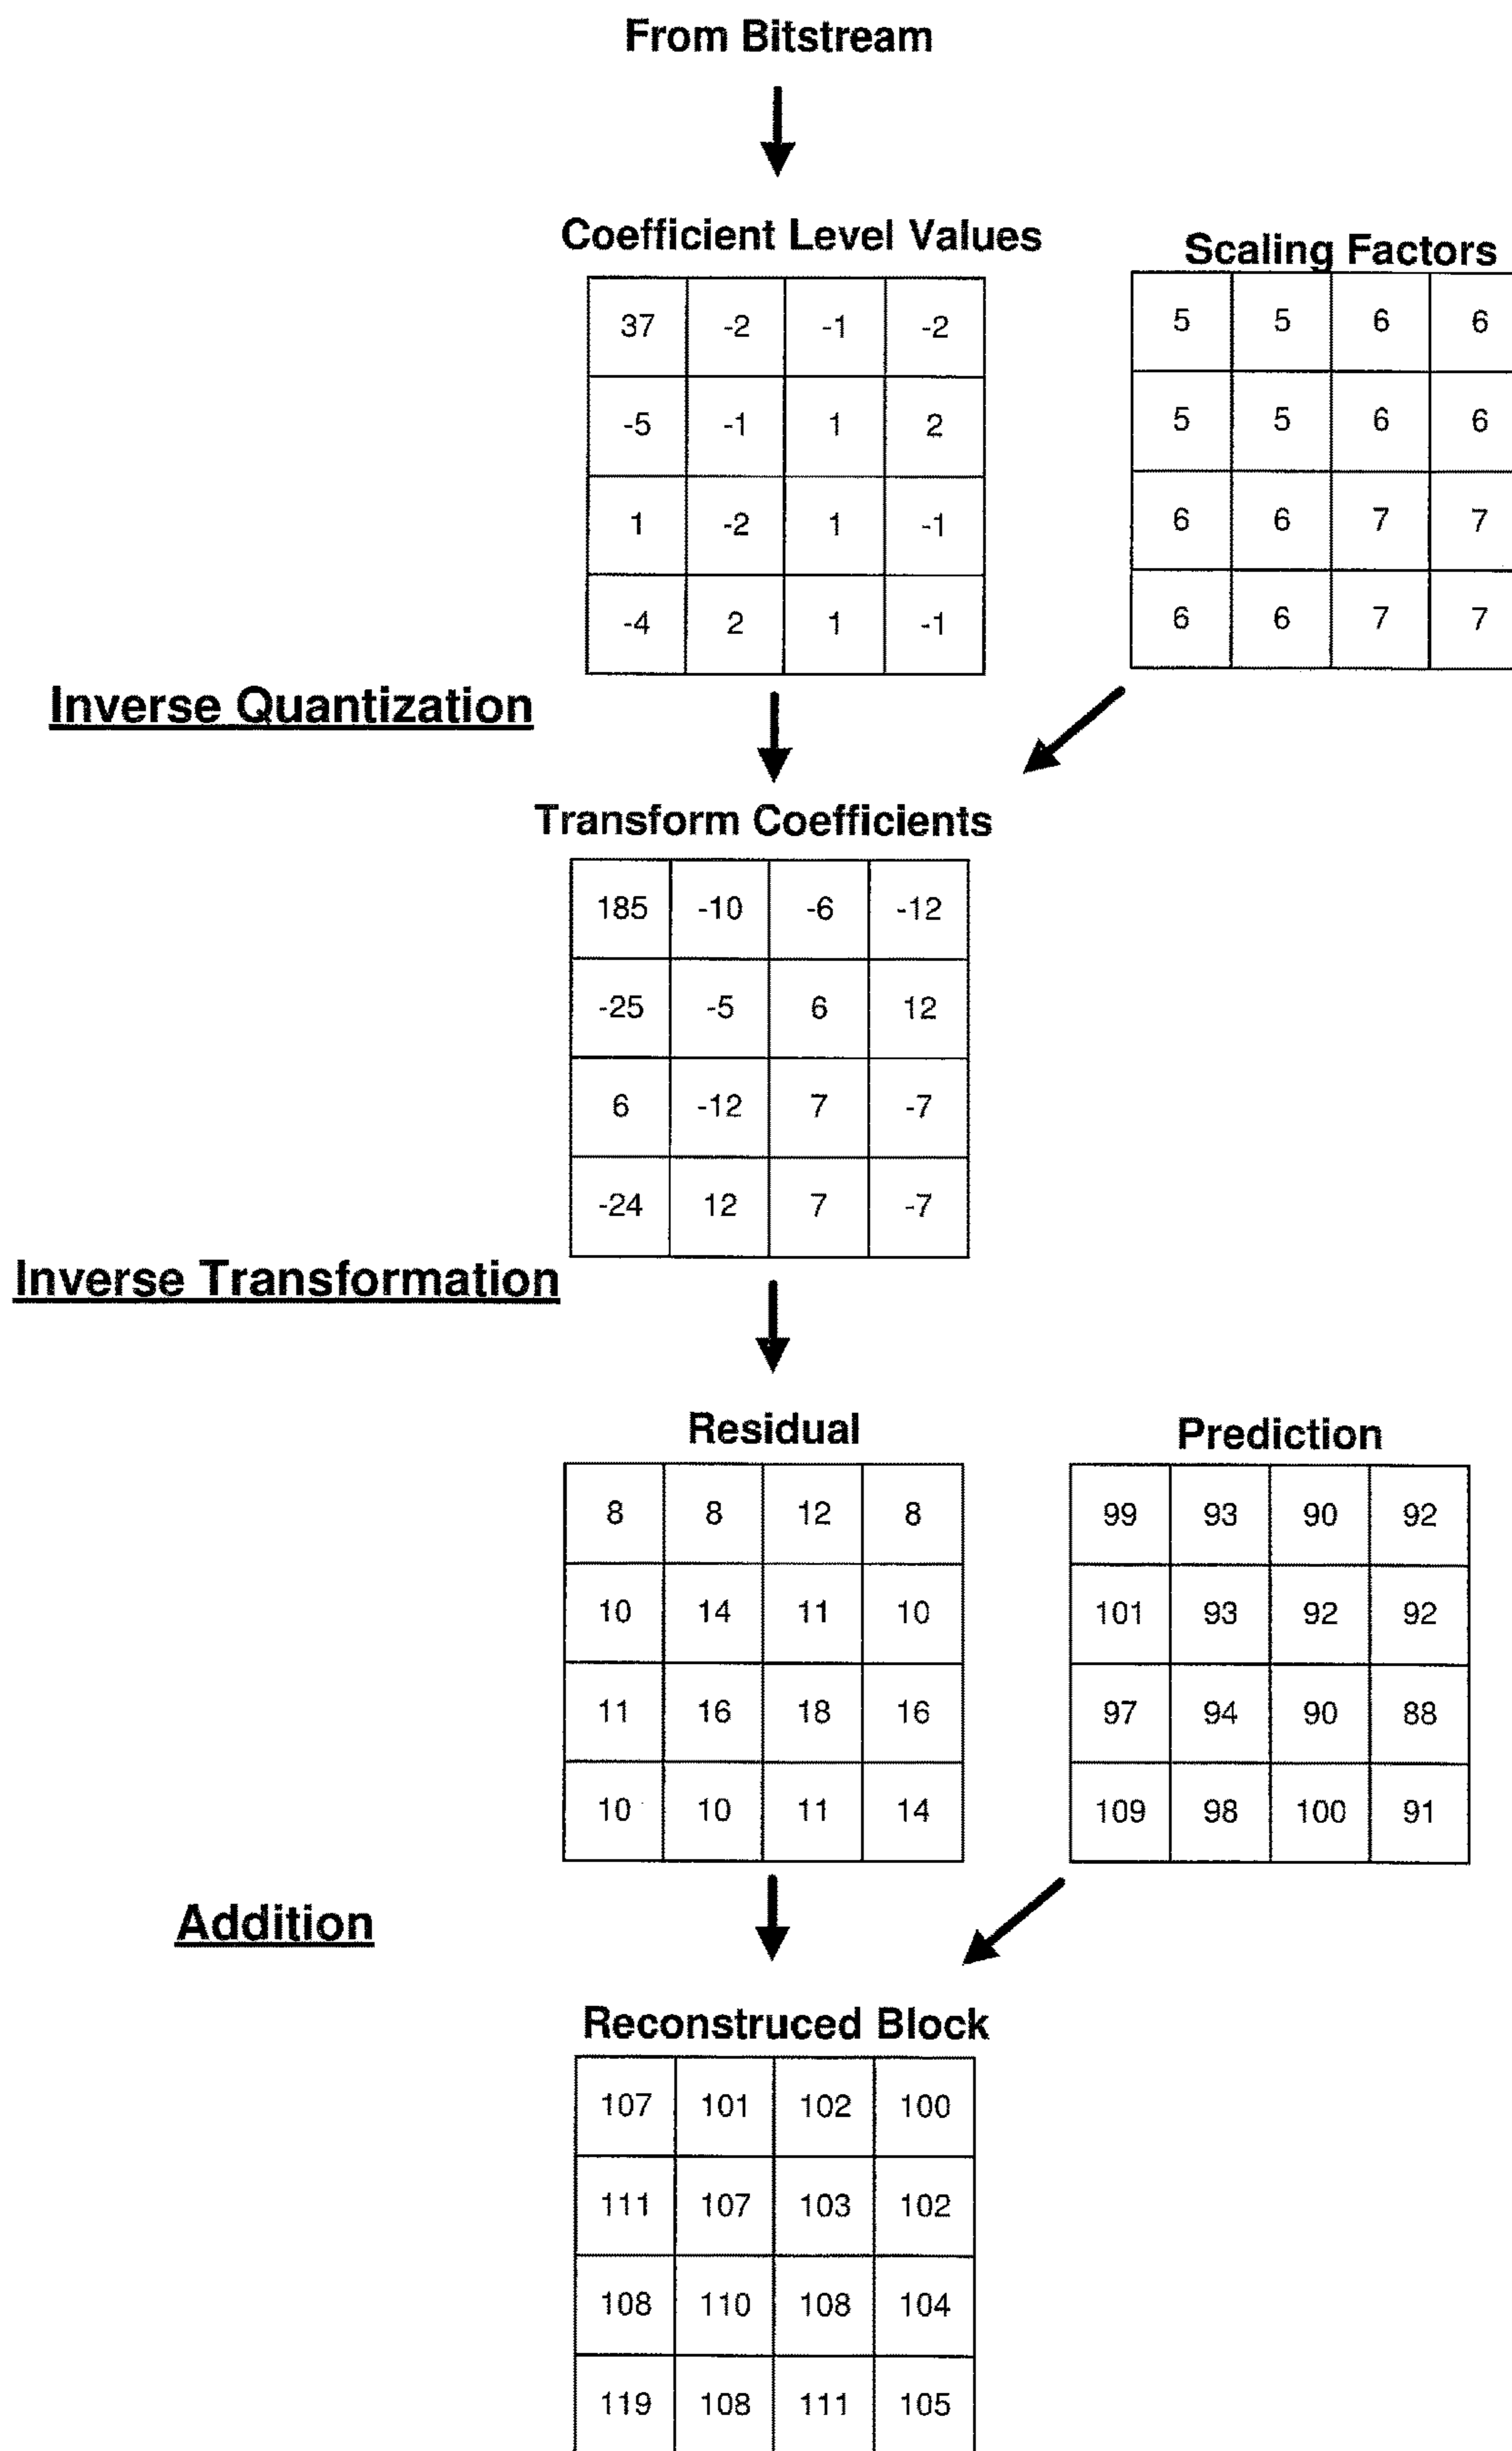 From Bitstream
Coefficient Level Values
37 -2 -1 -2
-5 -1 1 2
1 -2 1 -1
-4 2 1 -1
Scaling Factors
5 5 6 6
5 5 6 6
6 6 7 7
6 6 7 7
Inverse Quantization
Transform Coefficients
185 -10 -6 -12
-25 -5 6 12
6 -12 7 -7
-24 12 7 -7
Inverse Transformation
Residual
8 8 12 8
10 14 11 10
11 16 18 16
10 10 11 14
Prediction
99 93 90 92
101 93 92 92
97 94 90 88
109 98 100 91
Addition
Reconstruced Block
107 101 102 100
111 107 103 102
108 110 108 104
119 108 111 105